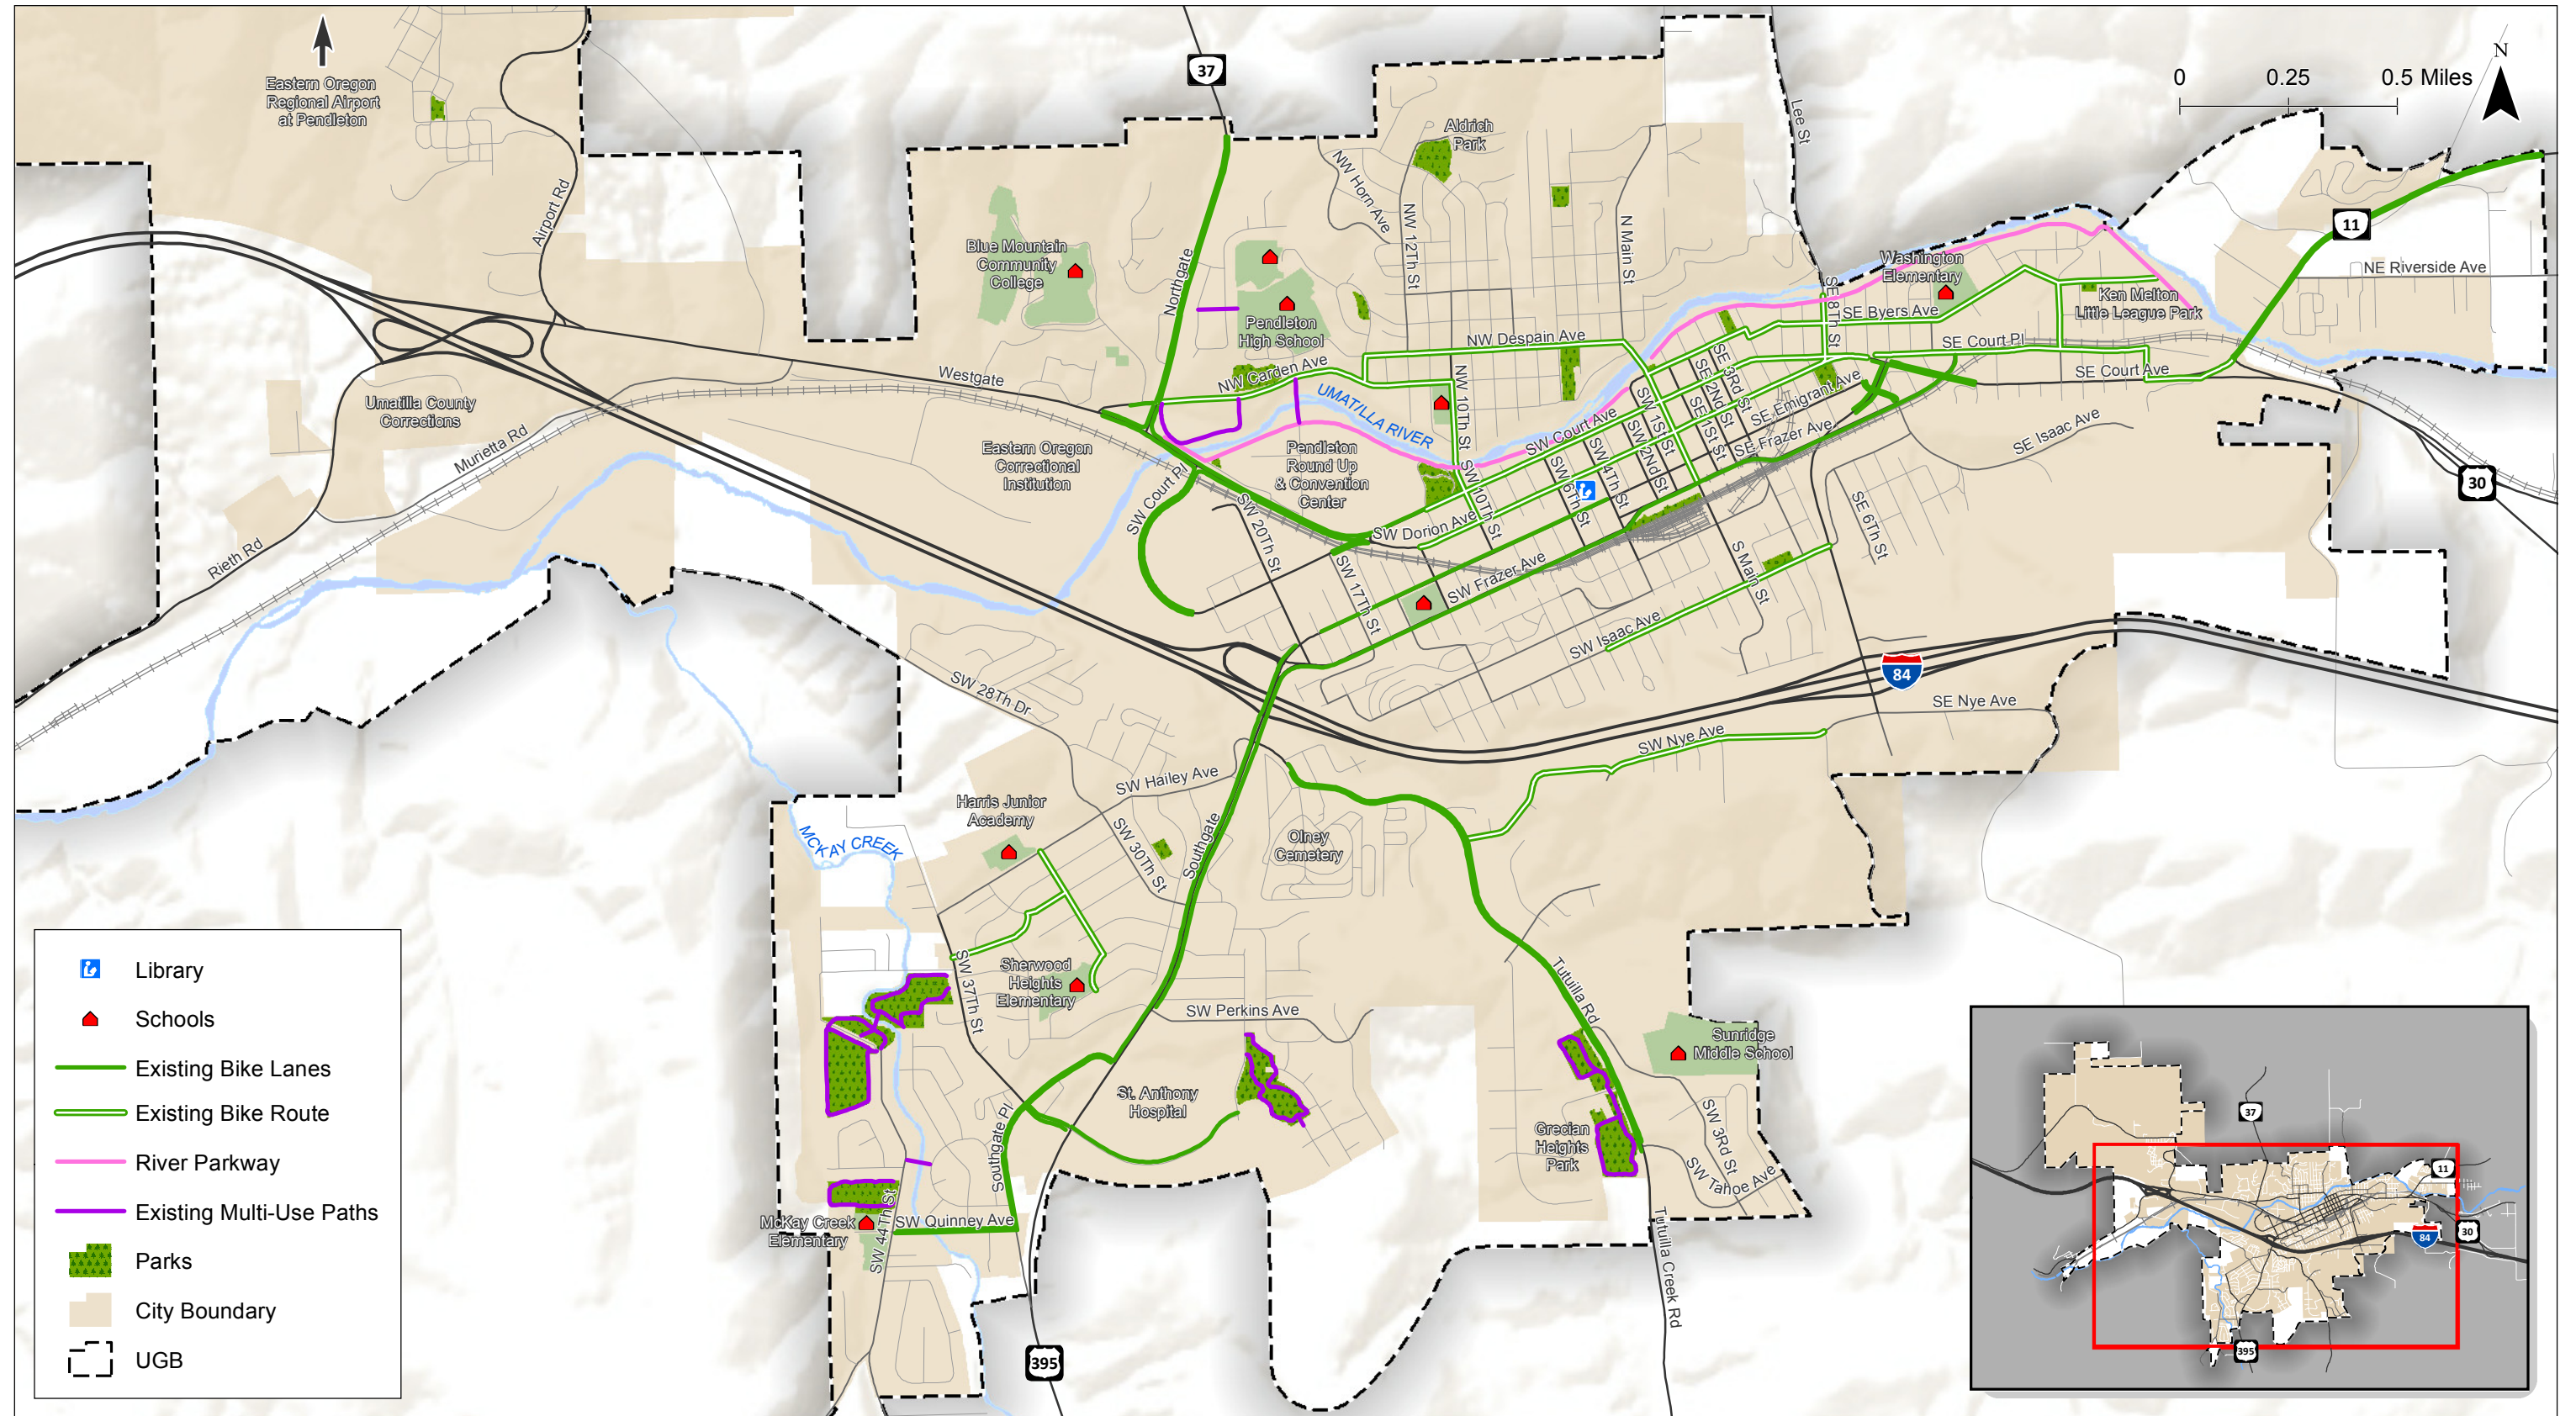 37
Eastern Oregon
Regional Airport
at Pendleton
N
0 0.25 0.5 Miles
Aldrich
Park
Lee St
NW Horn Ave
Airport Rd
NW 12Th St
N Main St
11
Blue Mountain
Community
College
Northgate
Washington
Elementary
NE Riverside Ave
SE 8Th St
Ken Melton
Little League Park
SE Byers Ave
Pendleton
High School
NW Despain Ave
SE Court Pl
SE Court Ave
Westgate
NW Carden Ave
NW 10Th St
SE 3Rd St
SE 2Nd St
SE 1St St
SE Emigrant Ave
UMATILLA RIVER
Umatilla County
Corrections
Murietta Rd
SW Court Ave
SW 1St St
SW 2Nd St
SW 4Th St
SW 6Th St
SE Frazer Ave
SE Isaac Ave
Eastern Oregon
Correctional
Institution
Pendleton
Round Up
& Convention
Center
SW Court Pl
SW 10Th St
30
SW 20Th St
SW Dorion Ave
SE 6Th St
Rieth Rd
SW 17Th St
SW Frazer Ave
S Main St
SW Isaac Ave
84
SW 28Th Dr
SE Nye Ave
SW Nye Ave
SW Hailey Ave
Harris Junior
Academy
MCKAY CREEK
SW 30Th St
Southgate
Olney
Cemetery
Sherwood
Heights
Elementary
SW 37Th St
SW Perkins Ave
Tutuilla Rd
Sunridge
Middle School
St. Anthony
Hospital
Southgate Pl
Grecian
Heights
Park
SW 3Rd St
SW Tahoe Ave
McKay Creek
Elementary
SW 44Th St
SW Quinney Ave
Tutuilla Creek Rd
395
Library
Schools
Existing Bike Lanes
Existing Bike Route
River Parkway
Existing Multi-Use Paths
Parks
City Boundary
UGB
37
11
30
84
395